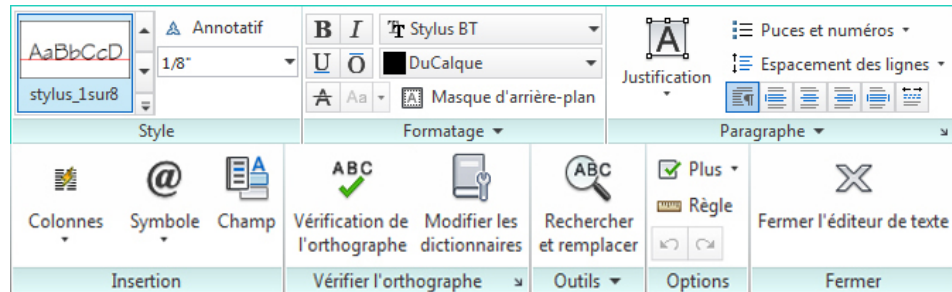 AaBbCcD
stylus_1sur8
Annotatif
1/8"
Style
B I Tr Stylus BT
U O DuCalque
A Aa A Masque d'arrière-plan
Formatage
A
Justification
Puces et numéros
Espacement des lignes
Paragraphe
Colonnes
@
Symbole
A
Champ
Insertion
ABC
Vérification de
l'orthographe
Modifier les
dictionnaires
Vérifier l'orthographe
ABC
Rechercher
et remplacer
Outils
Plus
Règle
Options
Fermer l'éditeur de texte
Fermer